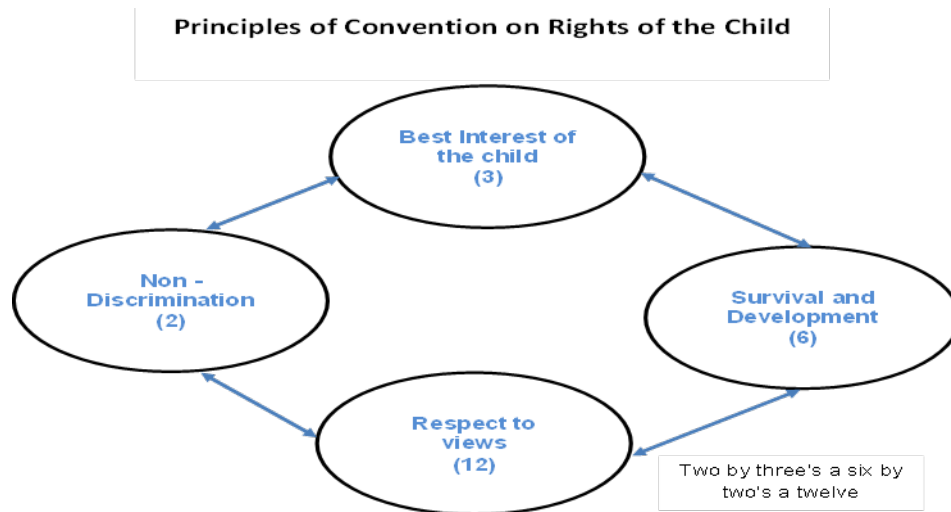 Principles of Convention on Rights of the Child
Best Interest of
the child
(3)
Non -
Discrimination
(2)
Survival and
Development
(6)
Respect to
views
(12)
Two by three's a six by
two's a twelve